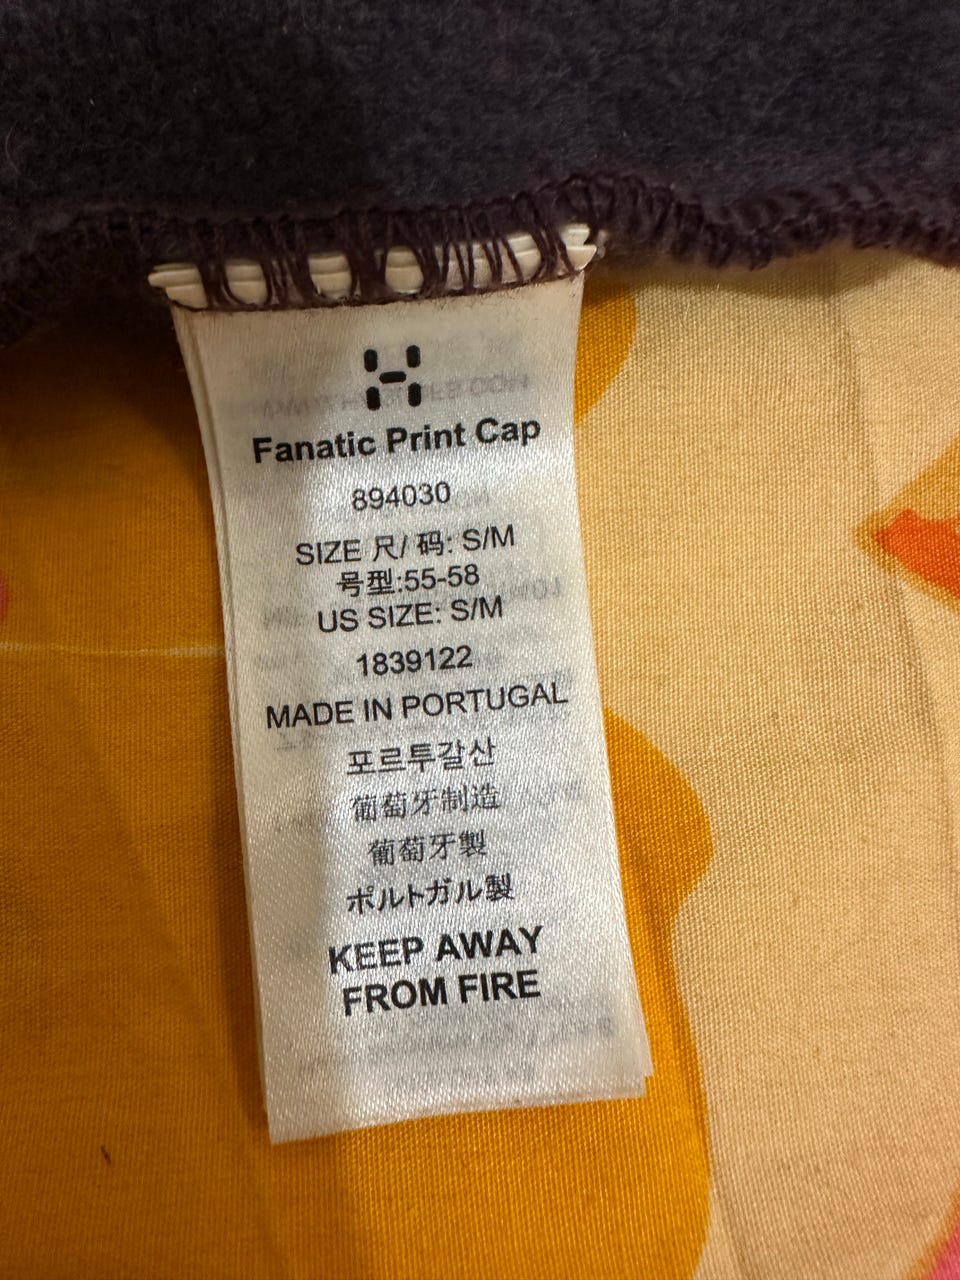 Fanatic Print Cap
894030
SIZE 尺/ 码: S/M
号型:55-58
US SIZE: S/M
1839122
MADE IN PORTUGAL
포르투갈산
葡萄牙制造
葡萄牙製
ポルトガル製
KEEP AWAY
FROM FIRE